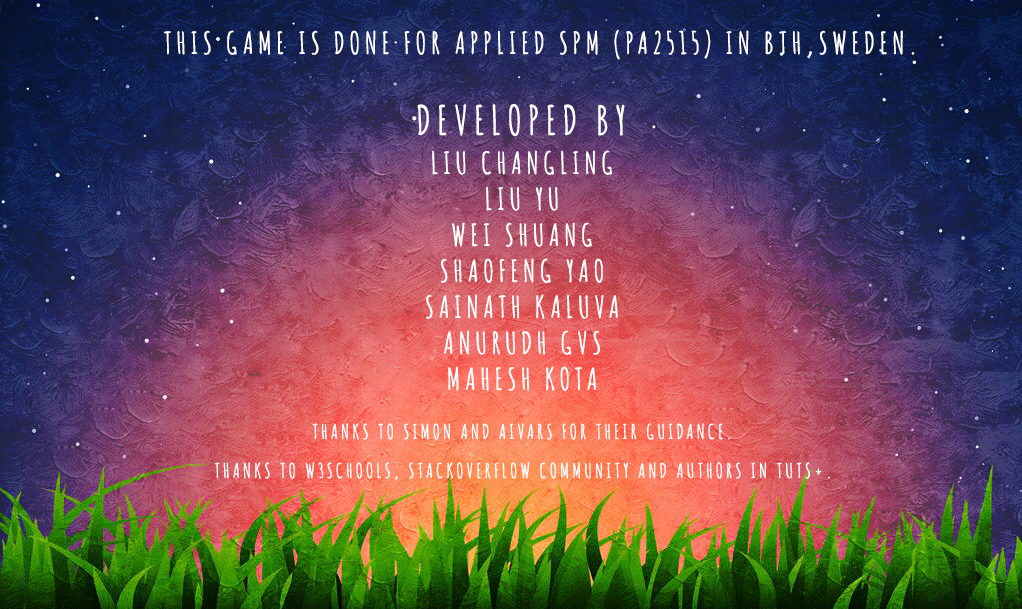 THIS GAME IS DONE FOR APPLIED SPM (PA2515) IN BJH,SWEDEN.
DEVELOPED BY
LIU CHANGLING
LIU YU
WEI SHUANG
SHAOFENG YAO
SAINATH KALUVA
ANURUDH GVS
MAHESH KOTA
THANKS TO SIMON AND AIVARS FOR THEIR GUIDANCE.
THANKS TO W3SCHOOLS, STACKOVERFLOW COMMUNITY AND AUTHORS IN TUTS+.